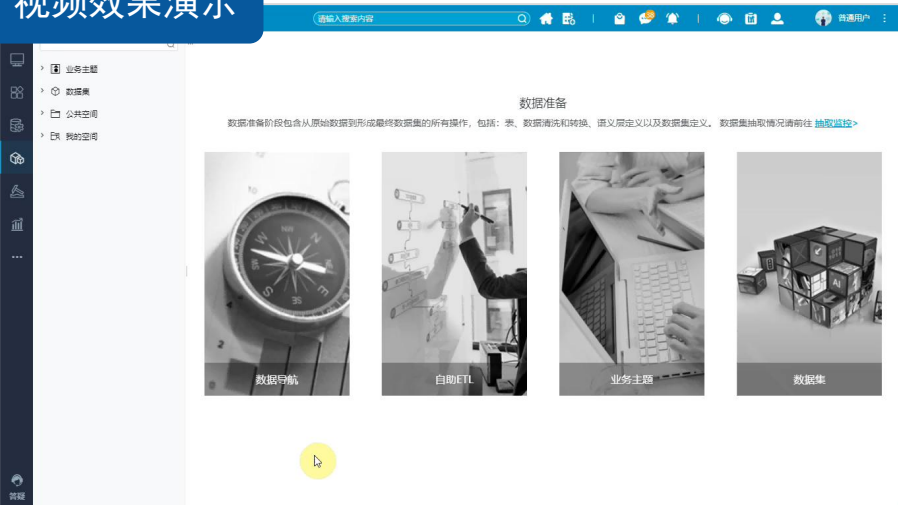 视频效果演示
请输入搜索内容
普通用户
业务主题
数据集
公共空间
我的空间
数据准备
数据准备阶段包含从原始数据到形成最终数据集的所有操作，包括：表、数据清洗和转换、语义层定义以及数据集定义。 数据集抽取情况请前往 抽取监控>
NW
N
S
AI
数据导航
自助ETL
业务主题
数据集
答疑